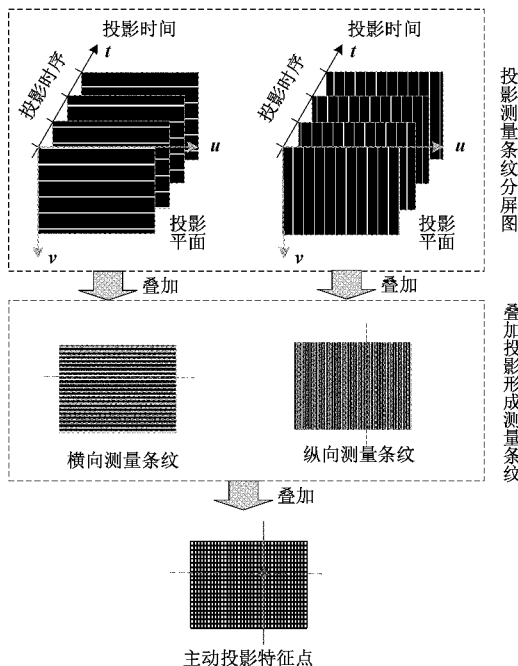 投影时间
t
投影时序
u
投影平面
v
投影时间
t
投影时序
u
投影平面
v
投影测量条纹分屏图
叠加
叠加
横向测量条纹
纵向测量条纹
叠加投影形成测量条纹
叠加
主动投影特征点